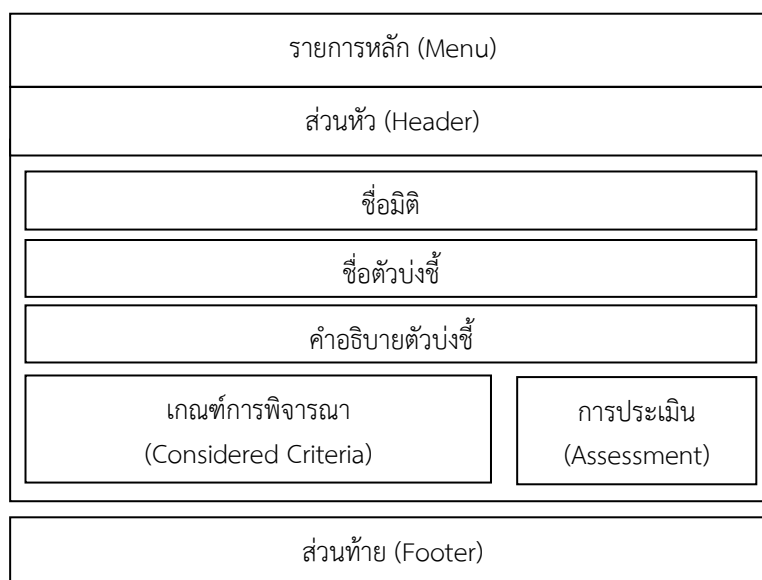 รายการหลัก (Menu)
ส่วนหัว (Header)
ชื่อมิติ
ชื่อตัวบ่งชี้
คำอธิบายตัวบ่งชี้
เกณฑ์การพิจารณา
(Considered Criteria)
การประเมิน
(Assessment)
ส่วนท้าย (Footer)